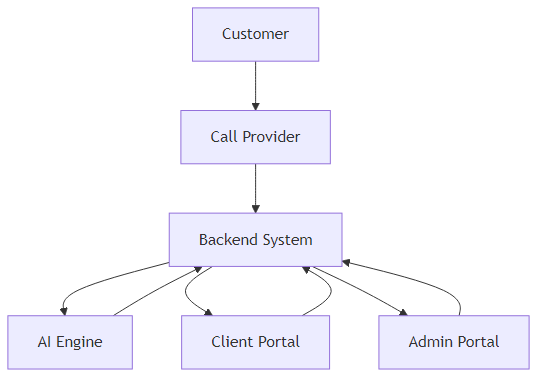 Customer
Call Provider
Backend System
AI Engine
Client Portal
Admin Portal